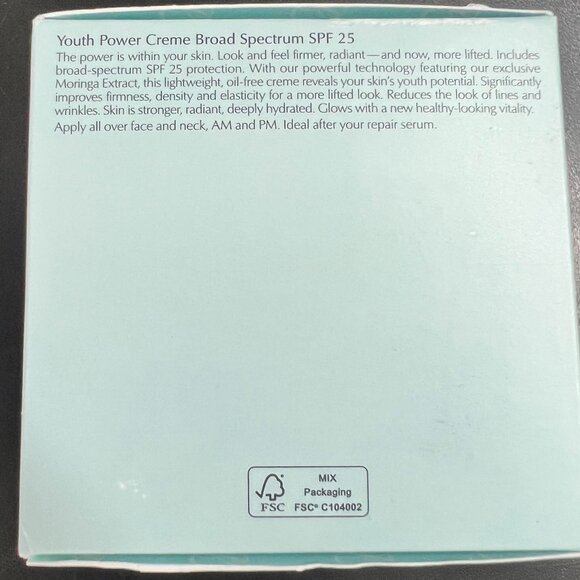 Youth Power Creme Broad Spectrum SPF 25
The power is within your skin. Look and feel firmer, radiant—and now, more lifted. Includes
broad-spectrum SPF 25 protection. With our powerful technology featuring our exclusive
Moringa Extract, this lightweight, oil-free creme reveals your skin's youth potential. Significantly
improves firmness, density and elasticity for a more lifted look. Reduces the look of lines and
wrinkles. Skin is stronger, radiant, deeply hydrated. Glows with a new healthy-looking vitality.
Apply all over face and neck, AM and PM. Ideal after your repair serum.
MIX
Packaging
FSC FSC® C104002